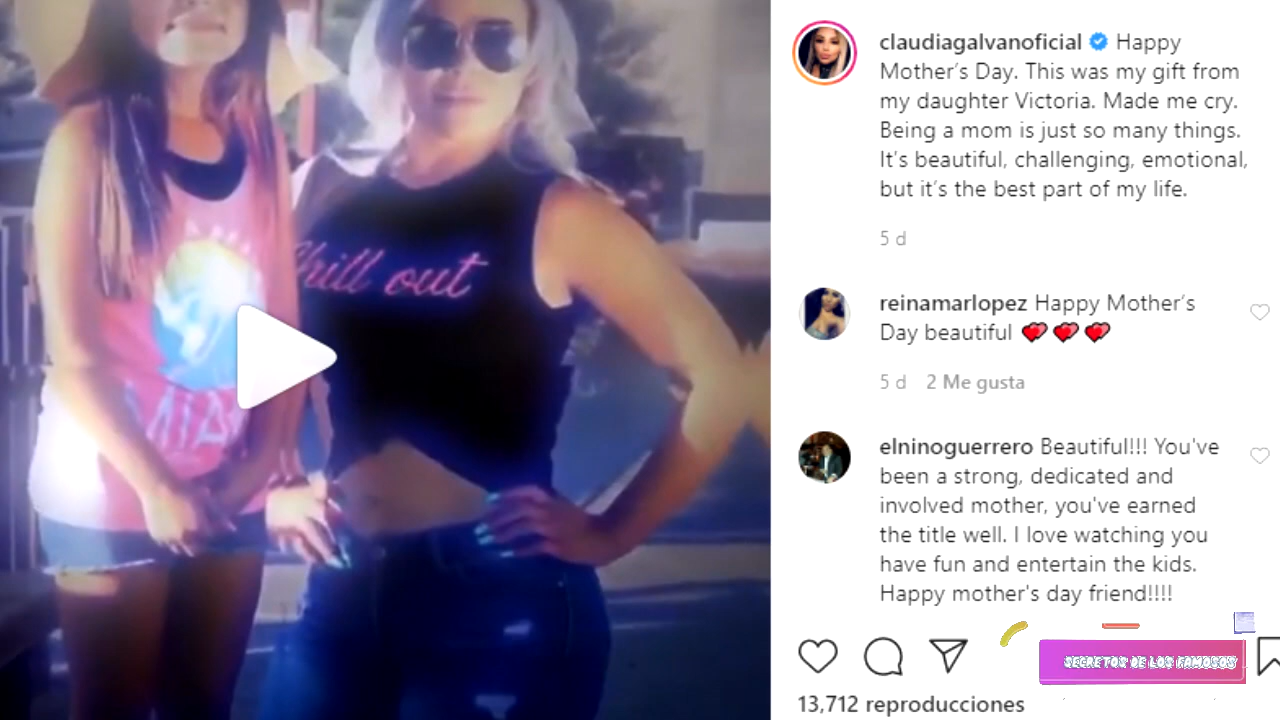 hill out
MIA
claudiagalvanoficial Happy
Mother's Day. This was my gift from
my daughter Victoria. Made me cry.
Being a mom is just so many things.
It's beautiful, challenging, emotional,
but it's the best part of my life.
5 d
reinamarlopez Happy Mother's
Day beautiful 💕💕💕
5 d 2 Me gusta
elninoguerrero Beautiful!!!! You've
been a strong, dedicated and
involved mother, you've earned
the title well. I love watching you
have fun and entertain the kids.
Happy mother's day friend!!!!
SECRETOS DE LOS FAMOSOS
13,712 reproducciones